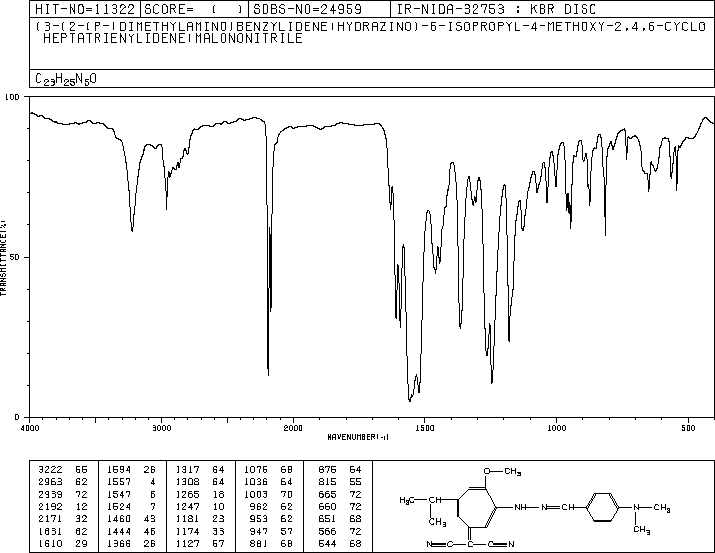 HIT-NO=11322 SCORE= ( ) SDBS-NO=24959 IR-NIDA-32753 : KBR DISC
(3-(2-(P-(DIMETHYLAMINO)BENZYLIDENE)HYDRAZINO)-5-ISOPROPYL-4-METHOXY-2,4,6-CYCLO
HEPTATRIENYLIDENE)MALONONITRILE
C23H25N5O
100
50
0
TRANSMITTANCE(%)
4000 3000 2000 1500 1000 500
WAVENUMBER(-1)
3222 55 1594 26 1317 64 1075 68 875 64
2963 62 1557 4 1308 64 1036 64 815 55
2939 72 1547 6 1265 18 1003 70 665 72
2192 12 1524 7 1247 10 962 62 660 72
2171 32 1460 43 1181 23 953 62 651 68
1631 62 1444 46 1174 33 947 57 566 72
1610 29 1366 26 1127 57 881 68 544 68
O—CH3
H3C
CH
CH3
NH
N=CH
N
CH3
CH3
N≡C
C
C≡N